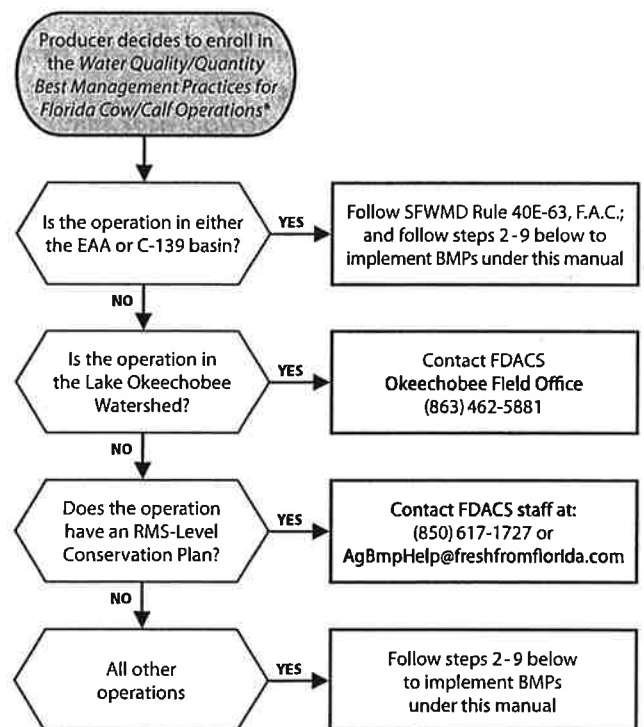 Producer decides to enroll in
the Water Quality/Quantity
Best Management Practices for
Florida Cow/Calf Operations*
Is the operation in either
the EAA or C-139 basin?
YES
Follow SFWMD Rule 40E-63, F.A.C.;
and follow steps 2-9 below to
implement BMPs under this manual
NO
Is the operation in
the Lake Okeechobee
Watershed?
YES
Contact FDACS
Okeechobee Field Office
(863) 462-5881
NO
Does the operation
have an RMS-Level
Conservation Plan?
YES
Contact FDACS staff at:
(850) 617-1727 or
AgBmpHelp@freshfromflorida.com
NO
All other
operations
YES
Follow steps 2-9 below
to implement BMPs
under this manual